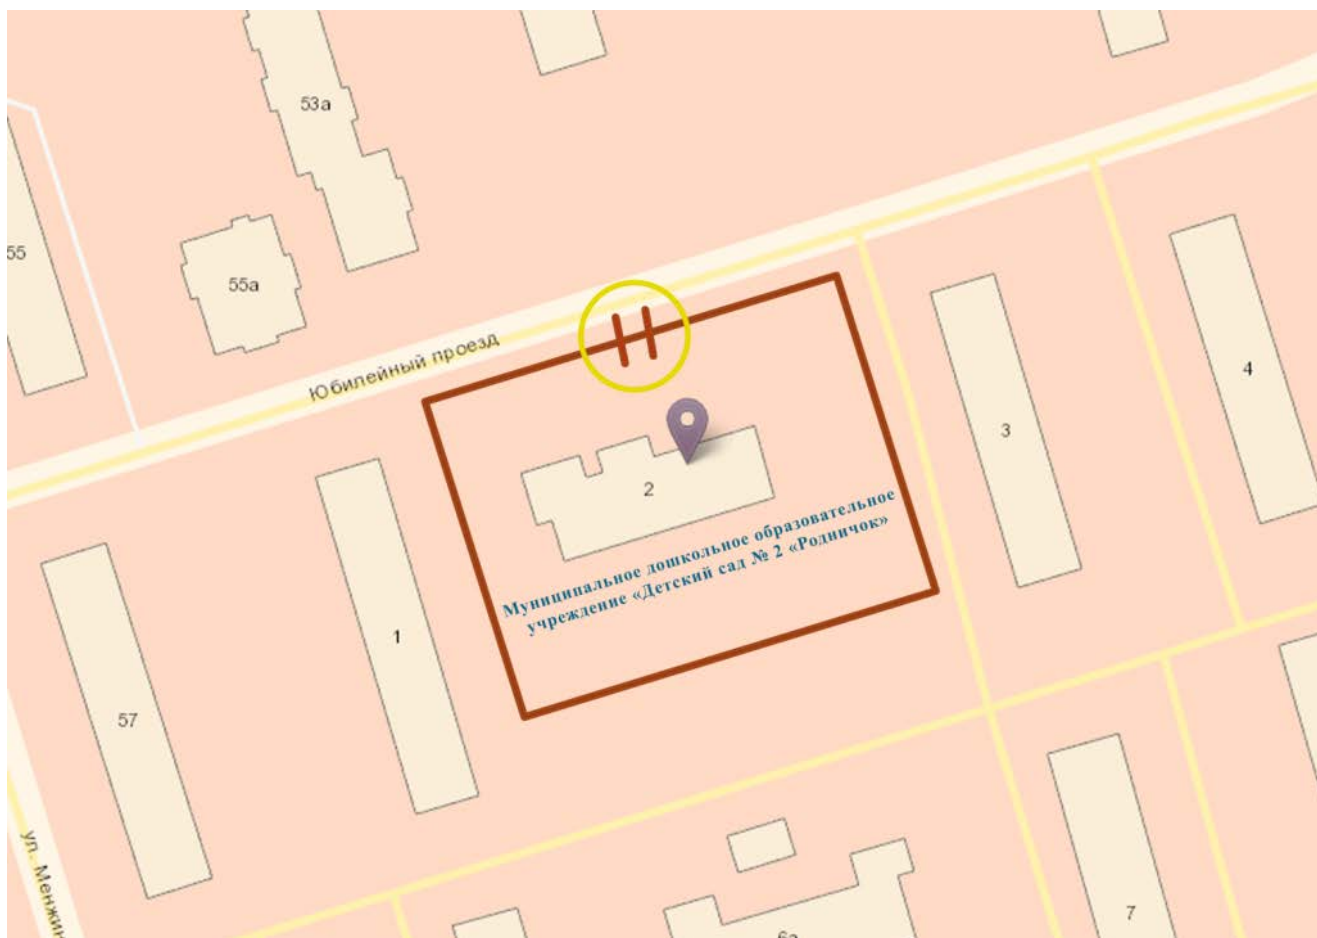 53а
55
55а
Юбилейный проезд
4
3
2
Муниципальное дошкольное образовательное
учреждение «Детский сад № 2 «Родничок»
1
57
ул. Менжин
7
6а